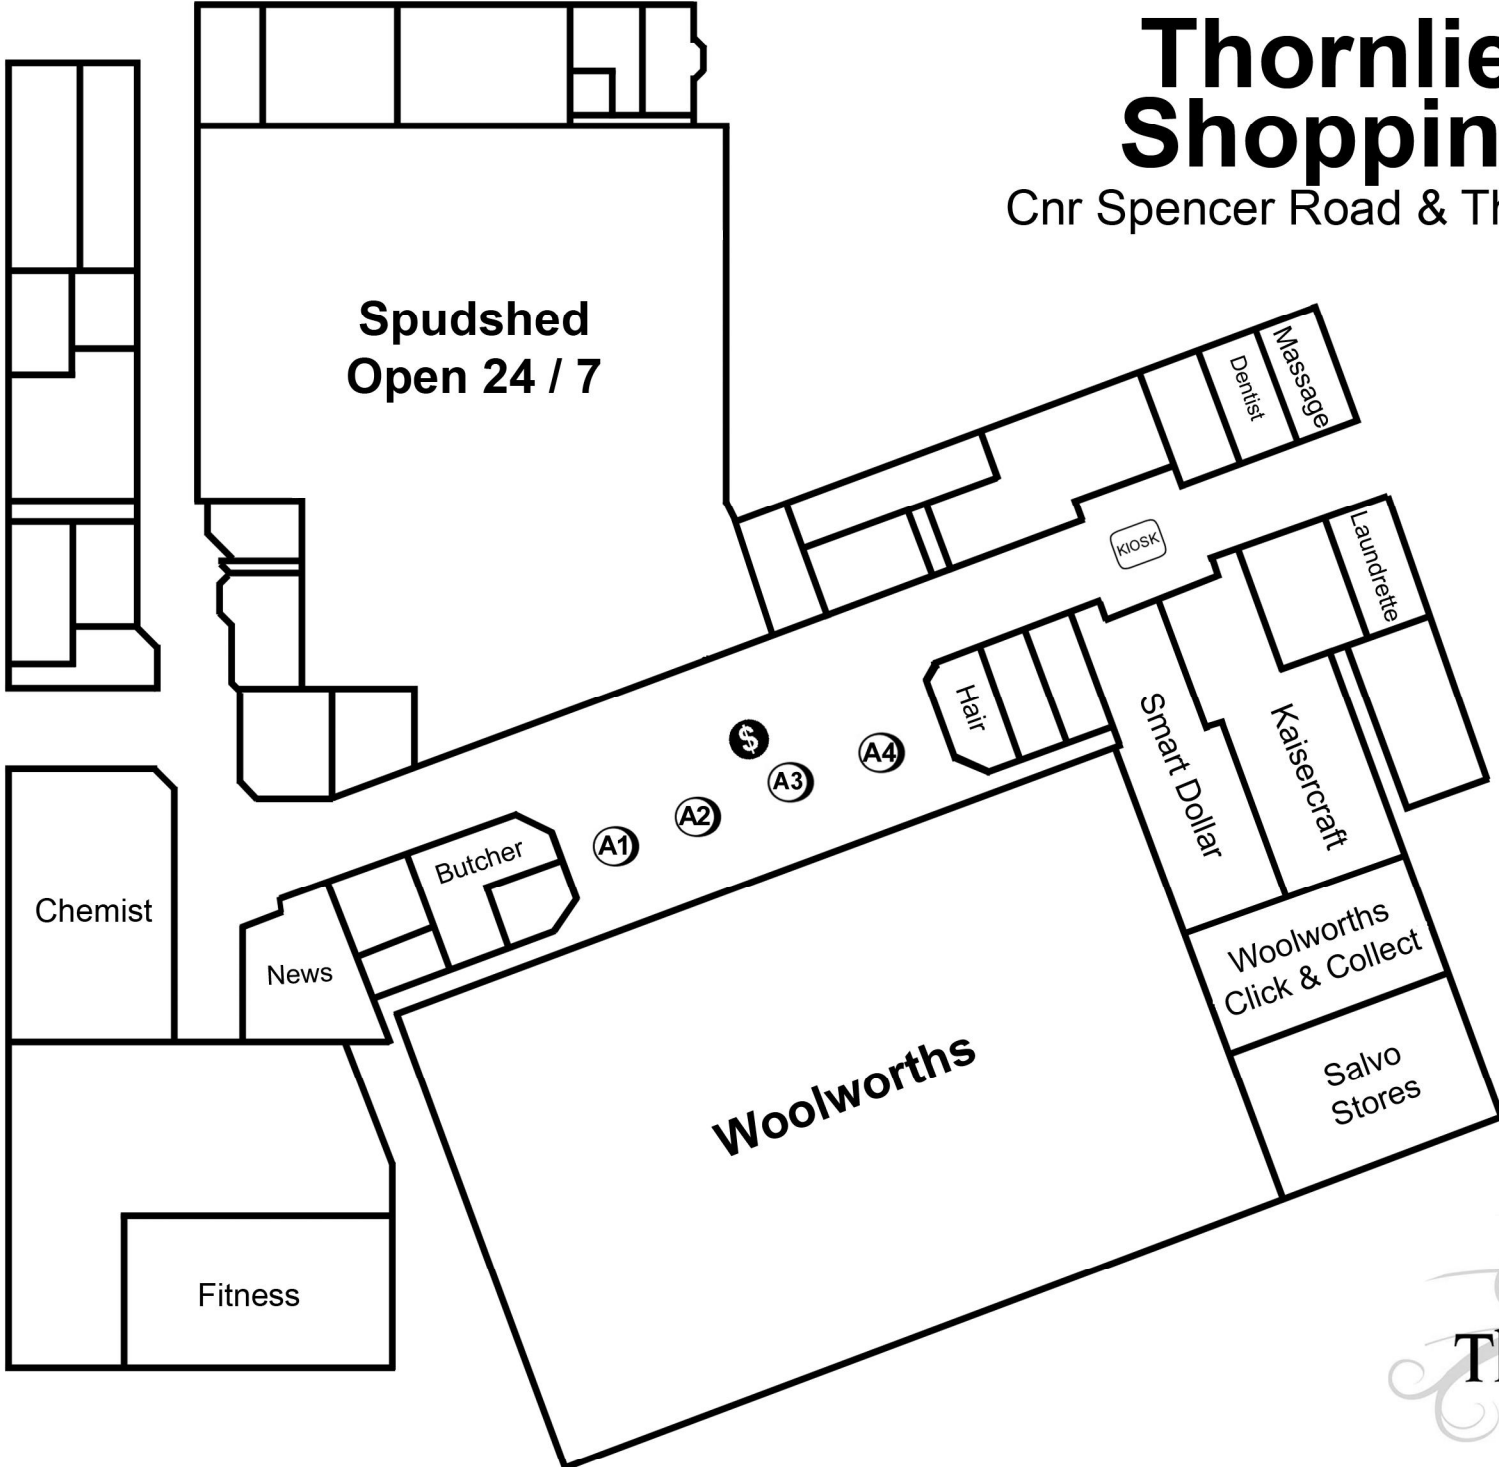 Thornlie
Shoppin
Cnr Spencer Road & Th
Spudshed
Open 24 / 7
Massage
Dentist
KIOSK
Laundrette
Hair
Smart Dollar
Kaisercraft
$
A4
A3
A2
A1
Butcher
Chemist
News
Woolworths
Click & Collect
Woolworths
Salvo
Stores
Fitness
Th